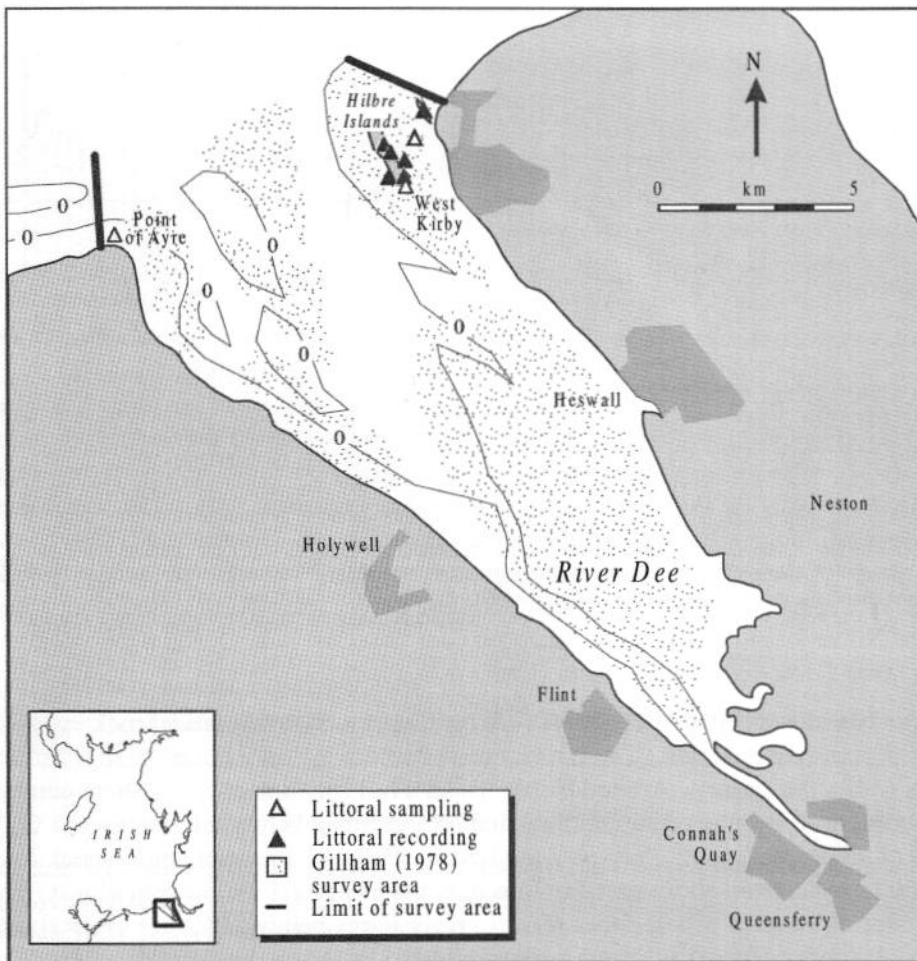 N
0 km 5
Hilbre
Islands
West
Kirby
0
0
Point
of Ayre
0
0
0
0
0
0
Heswall
Neston
Holywell
River Dee
Flint
Connah's
Quay
Queensferry
IRISH
SEA
Littoral sampling
Littoral recording
Gillham (1978)
survey area
Limit of survey area